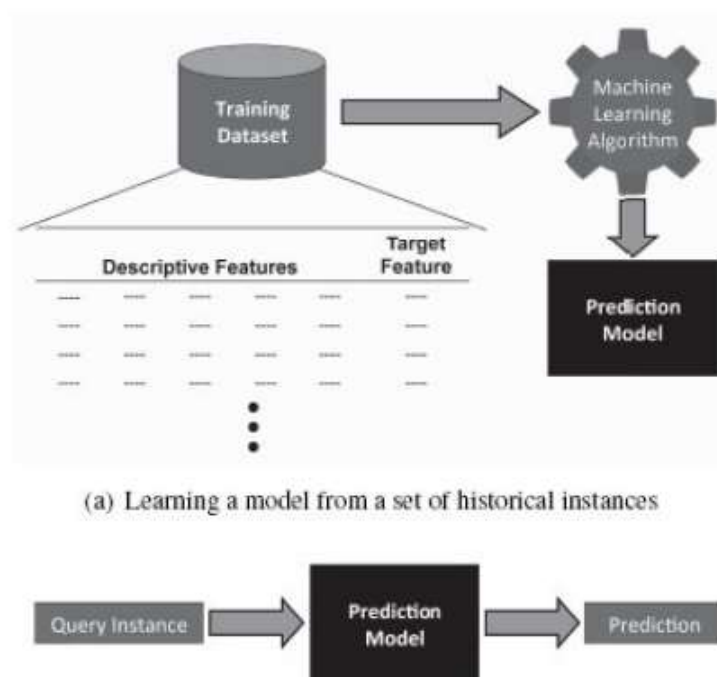 Training
Dataset
Machine
Learning
Algorithm
Descriptive Features
Target
Feature
---- ---- ---- ---- ---- ----
---- ---- ---- ---- ---- ----
---- ---- ---- ---- ---- ----
---- ---- ---- ---- ---- ----
Prediction
Model
(a) Learning a model from a set of historical instances
Query Instance
Prediction
Model
Prediction